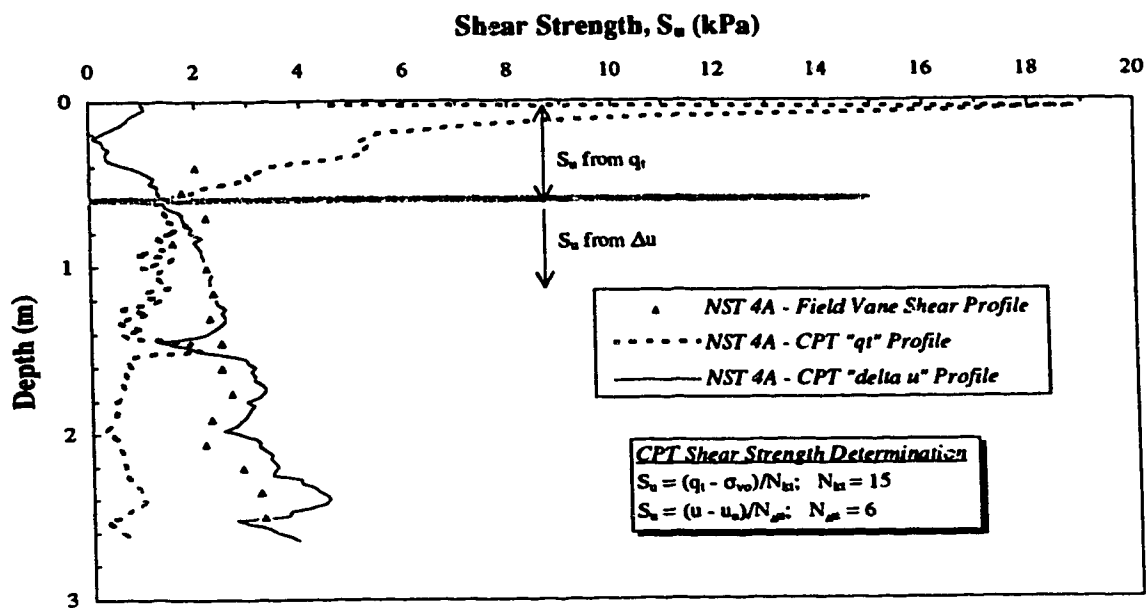 Shear Strength, Su (kPa)
0 2 4 6 8 10 12 14 16 18 20
0
Su from qt
Su from Δu
1
NST 4A - Field Vane Shear Profile
NST 4A - CPT "qt" Profile
NST 4A - CPT "delta u" Profile
Depth (m)
2
CPT Shear Strength Determination
Su = (qt - σvo)/Nkt; Nkt = 15
Su = (u - uo)/NΔu; NΔu = 6
3